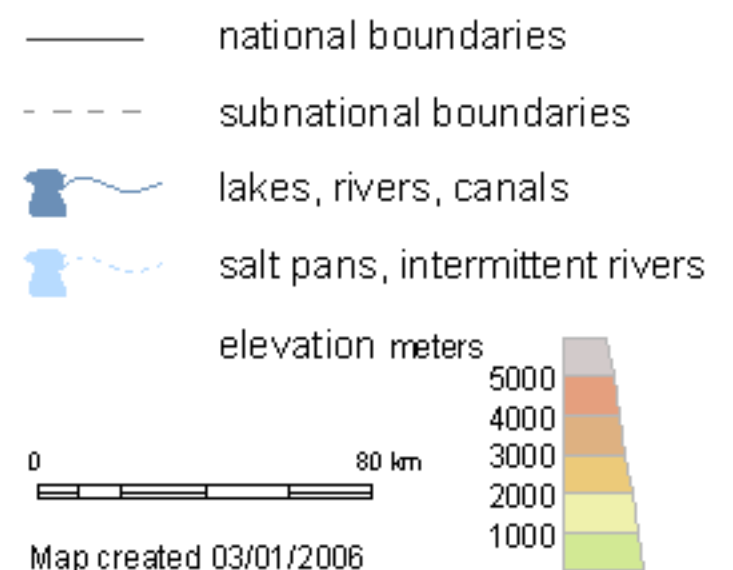 national boundaries
subnational boundaries
lakes, rivers, canals
salt pans, intermittent rivers
elevation meters
5000
4000
3000
2000
1000
0 80 km
Map created 03/01/2006